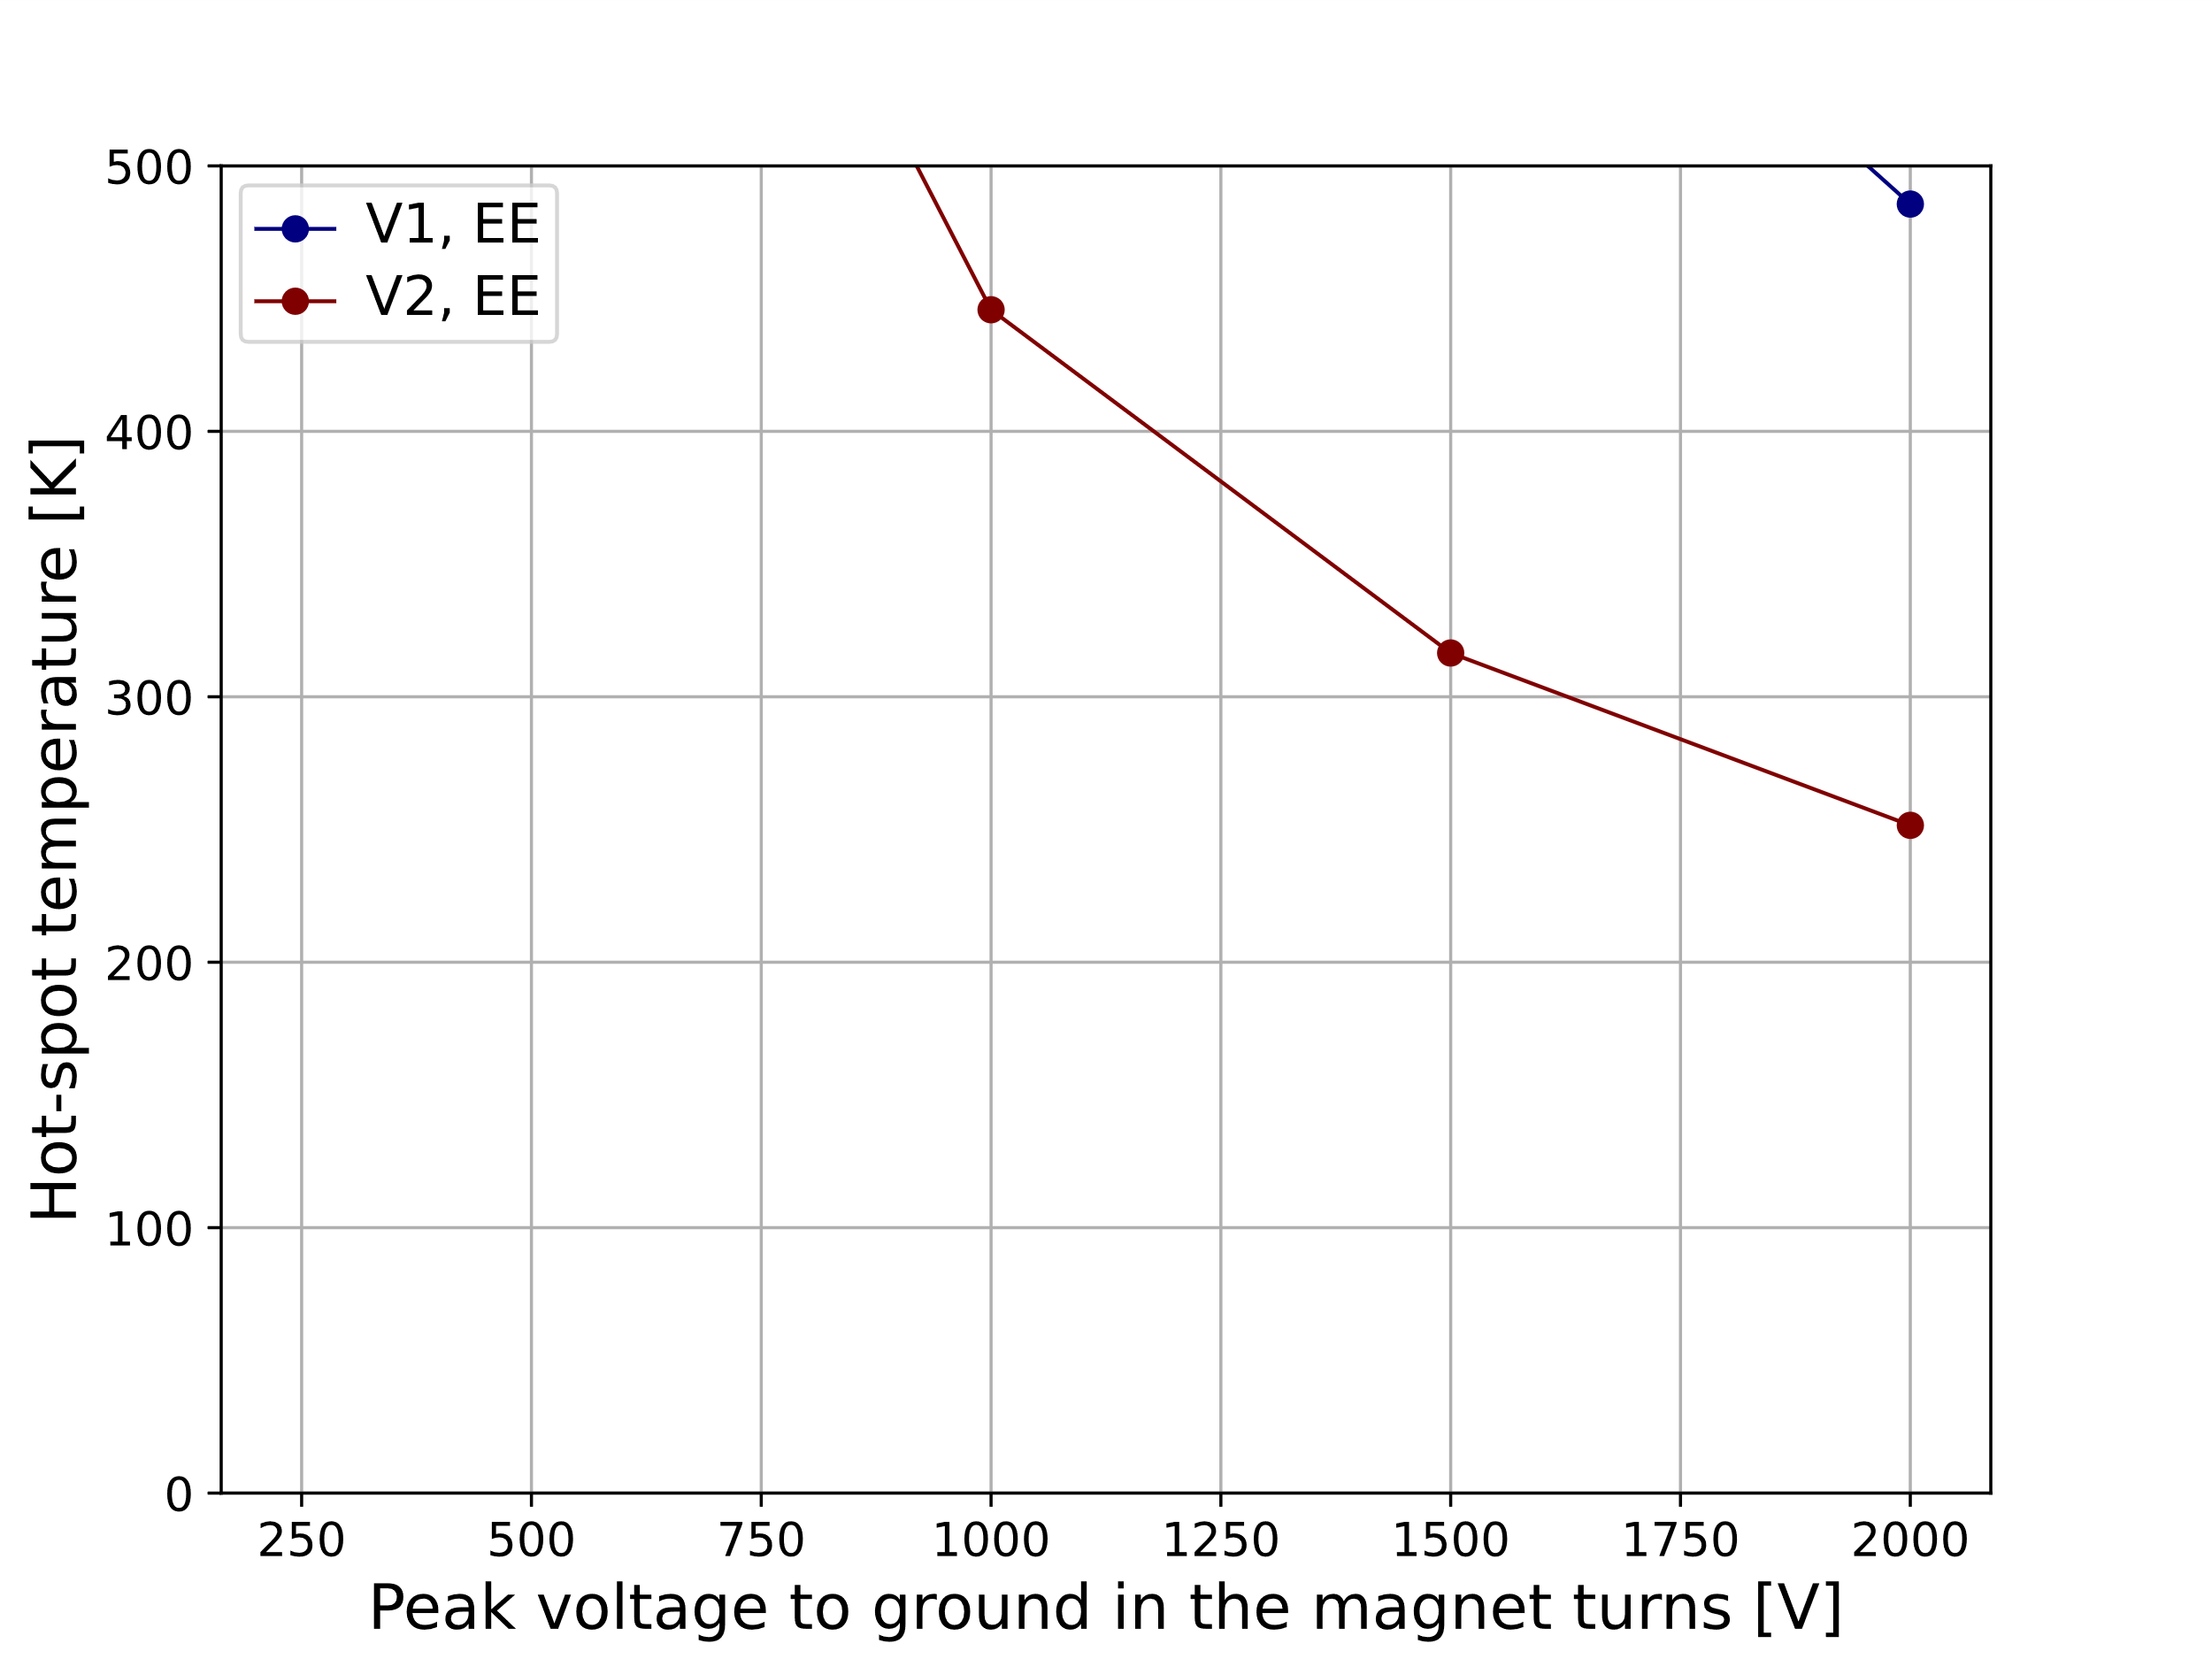 500
400
300
200
100
0
V1, EE
V2, EE
Hot-spot temperature [K]
250 500 750 1000 1250 1500 1750 2000
Peak voltage to ground in the magnet turns [V]